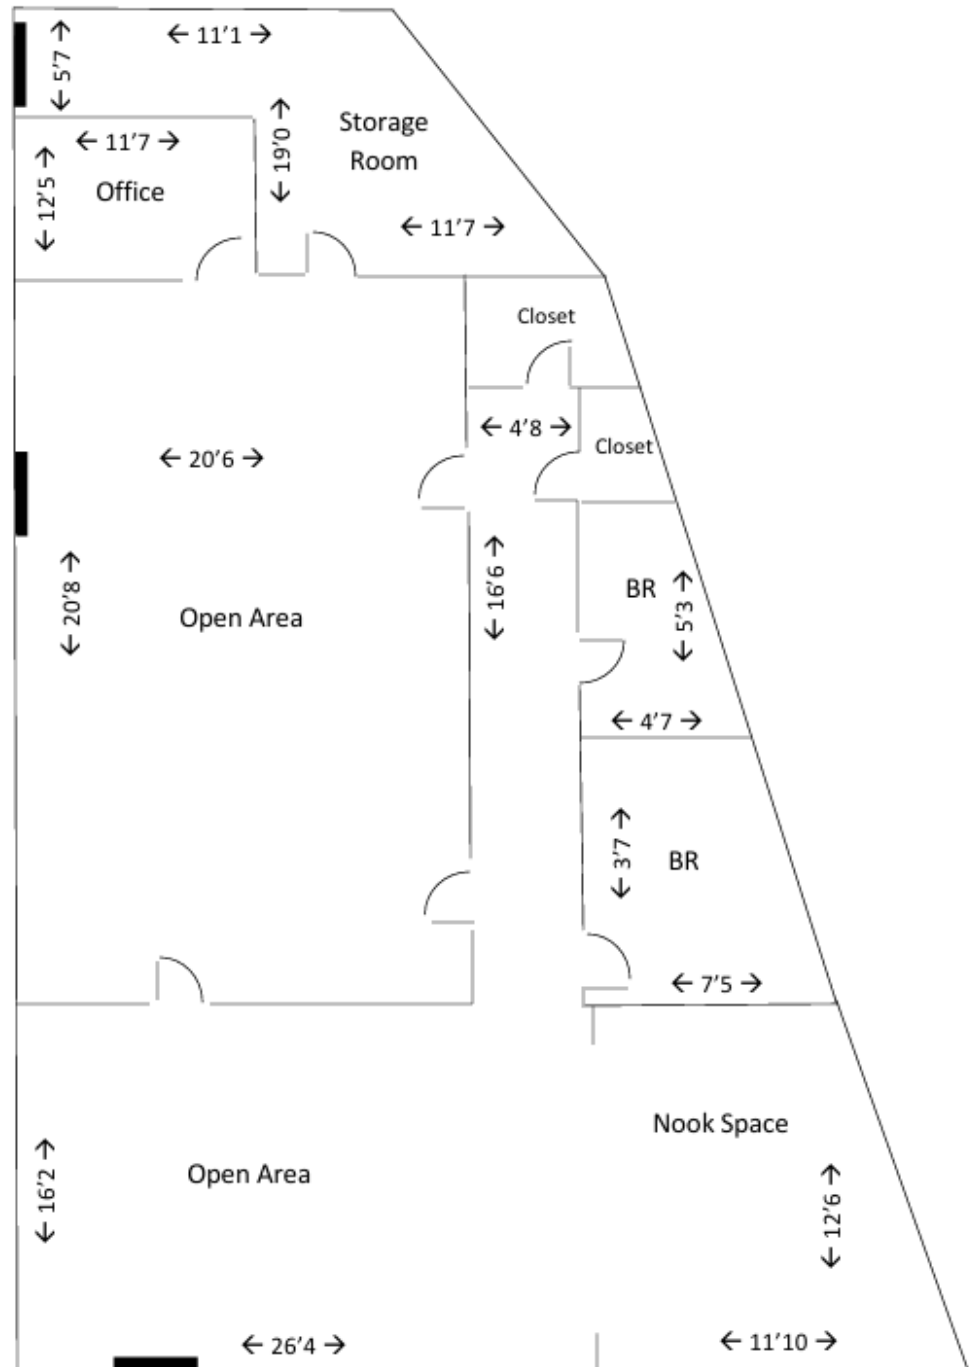 ← 11'1 →
← 5'7 →
Storage
Room
← 19'0 →
← 11'7 →
← 12'5 →
Office
← 11'7 →
Closet
← 4'8 →
Closet
← 20'6 →
← 20'8 →
Open Area
← 16'6 →
BR
← 5'3 →
← 4'7 →
← 3'7 →
BR
← 7'5 →
Nook Space
Open Area
← 16'2 →
← 12'6 →
← 26'4 →
← 11'10 →